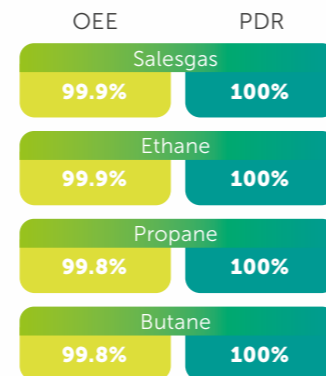 OEE PDR
Salesgas
99.9% 100%
Ethane
99.9% 100%
Propane
99.8% 100%
Butane
99.8% 100%